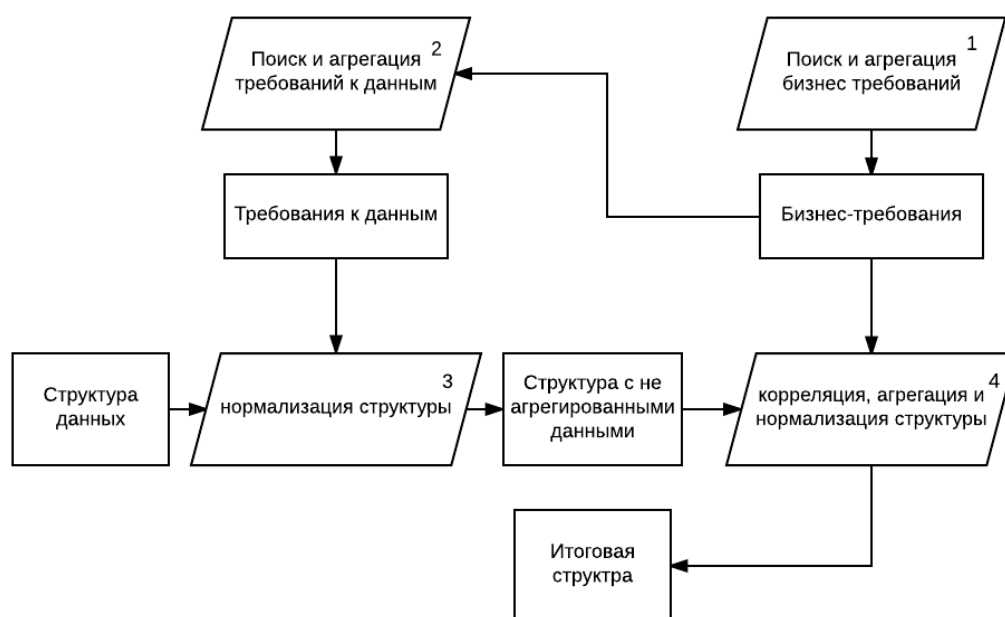 Поиск и агрегация
требований к данным
2
Поиск и агрегация
бизнес требований
1
Требования к данным
Бизнес-требования
Структура
данных
нормализация структуры
3
Структура с не
агрегированными
данными
корреляция, агрегация и
нормализация структуры
4
Итоговая
структра